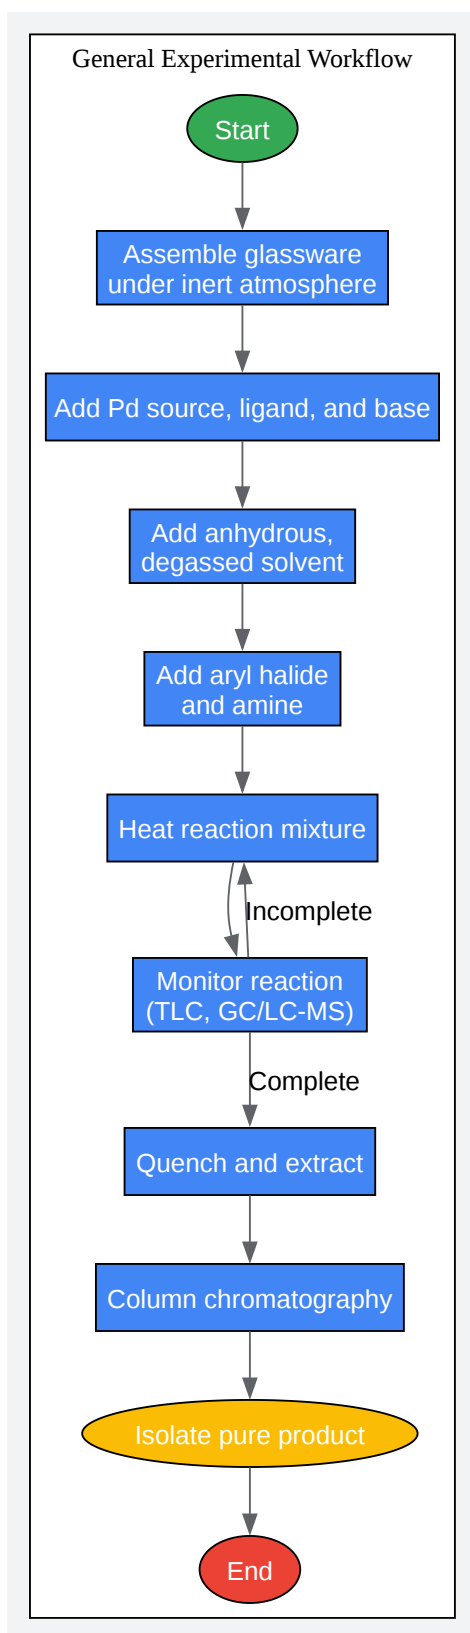 General Experimental Workflow
Start
Assemble glassware
under inert atmosphere
Add Pd source, ligand, and base
Add anhydrous,
degassed solvent
Add aryl halide
and amine
Heat reaction mixture
Incomplete
Monitor reaction
(TLC, GC/LC-MS)
Complete
Quench and extract
Column chromatography
Isolate pure product
End